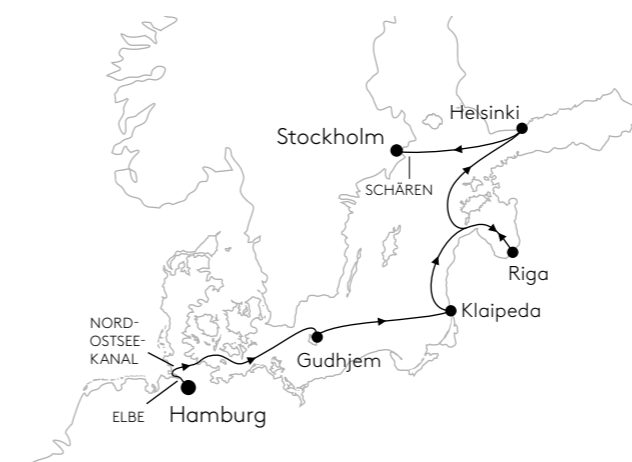 Helsinki
Stockholm
SCHÄREN
Riga
Klaipeda
NORD-
OSTSEE-
KANAL
Gudhjem
ELBE
Hamburg